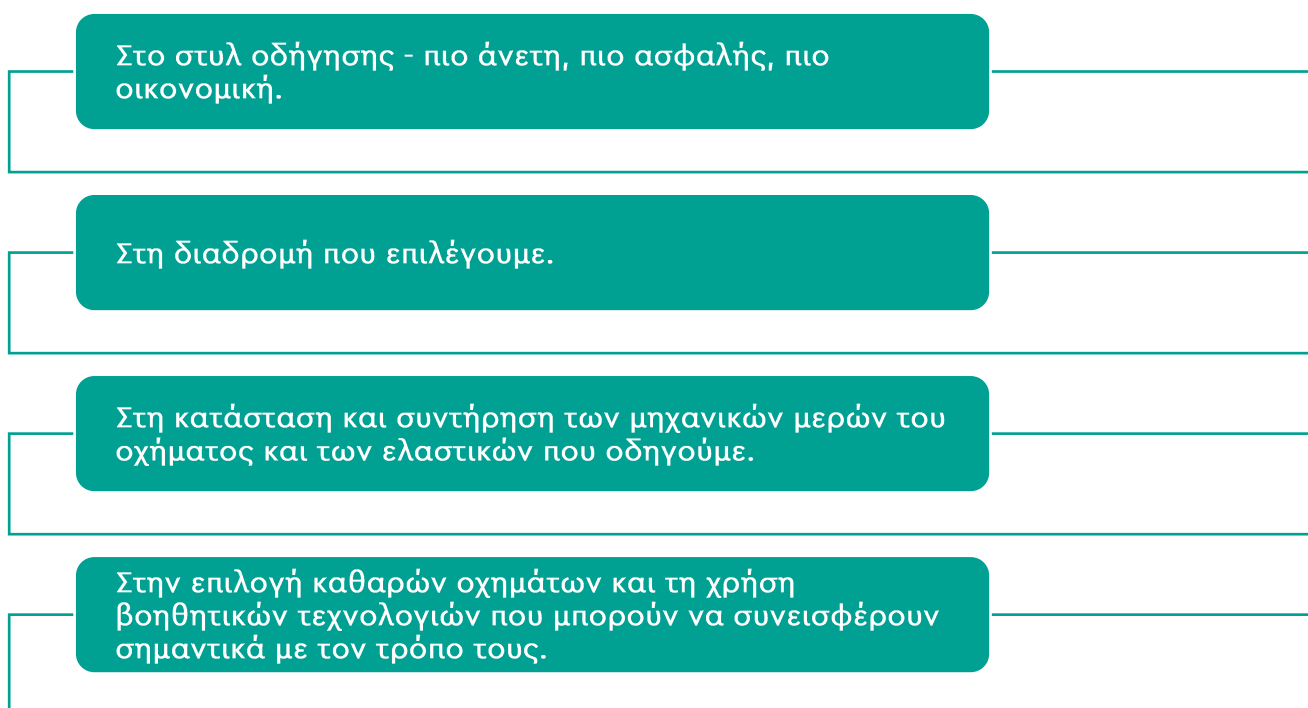 Στο στυλ οδήγησης - πιο άνετη, πιο ασφαλής, πιο
οικονομική.
Στη διαδρομή που επιλέγουμε.
Στη κατάσταση και συντήρηση των μηχανικών μερών του
οχήματος και των ελαστικών που οδηγούμε.
Στην επιλογή καθαρών οχημάτων και τη χρήση
βοηθητικών τεχνολογιών που μπορούν να συνεισφέρουν
σημαντικά με τον τρόπο τους.